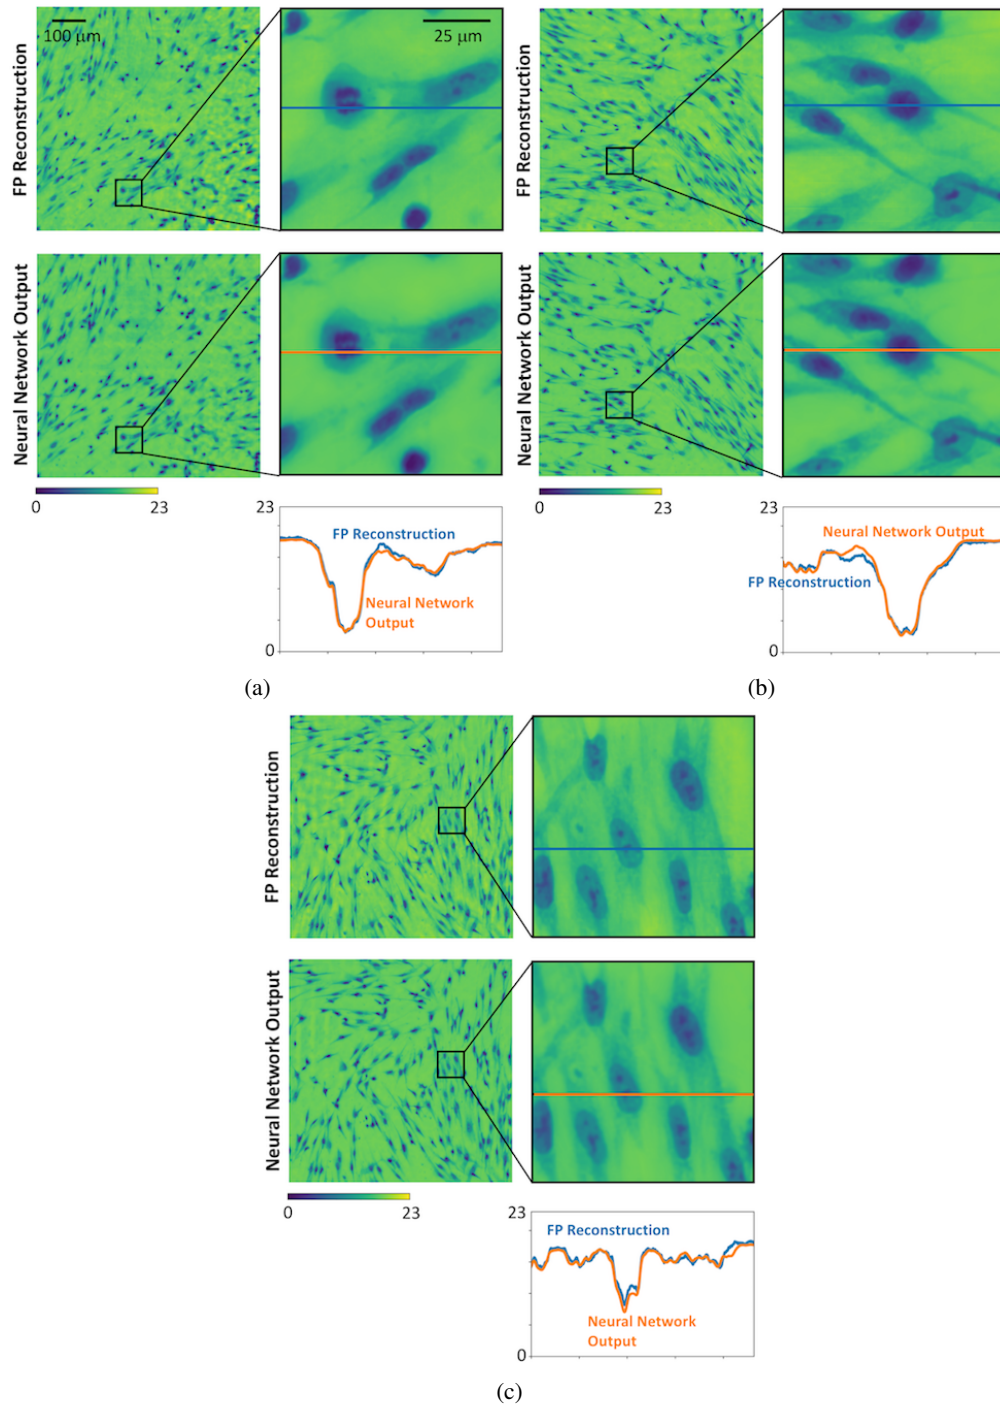 100 μm
25 μm
FP Reconstruction
FP Reconstruction
Neural Network Output
Neural Network Output
0
23
0
23
23
FP Reconstruction
Neural Network
Output
0
23
Neural Network Output
FP Reconstruction
0
(a)
(b)
FP Reconstruction
Neural Network Output
0
23
23
FP Reconstruction
Neural Network
Output
0
(c)